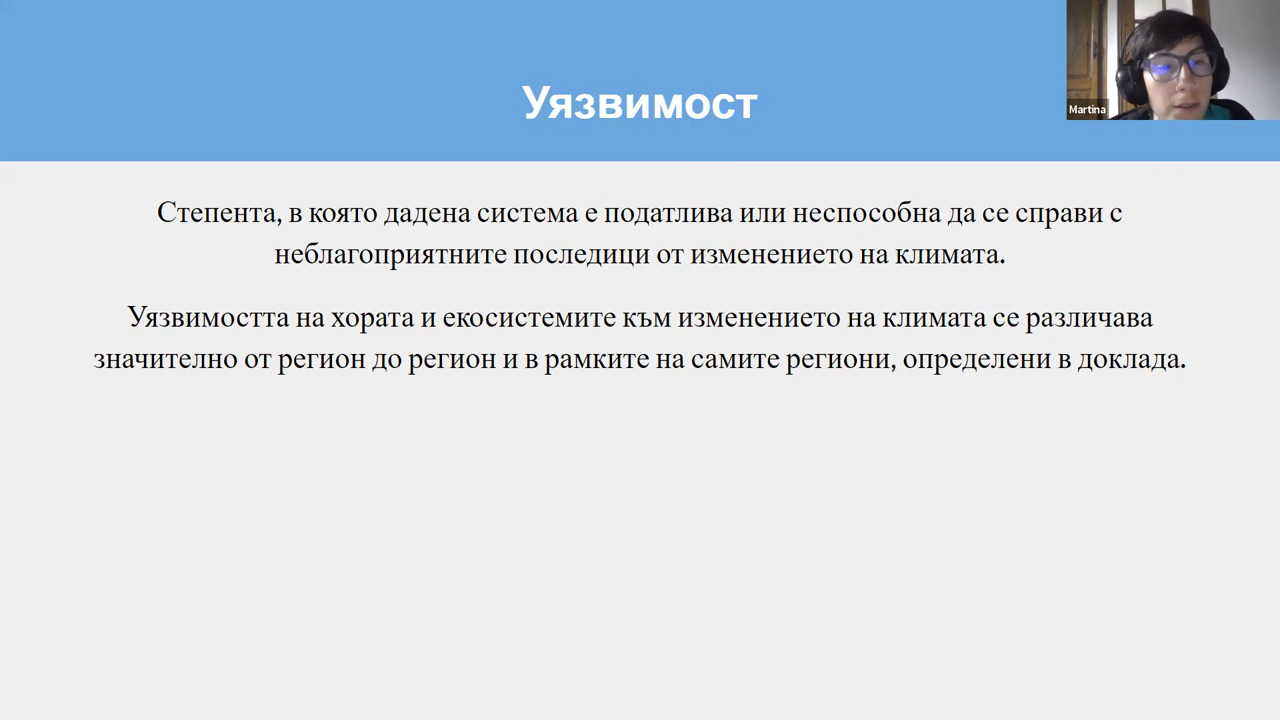 Уязвимост
Martina
Степента, в която дадена система е податлива или неспособна да се справи с
неблагоприятните последици от изменението на климата.
Уязвимостта на хората и екосистемите към изменението на климата се различава
значително от регион до регион и в рамките на самите региони, определени в доклада.